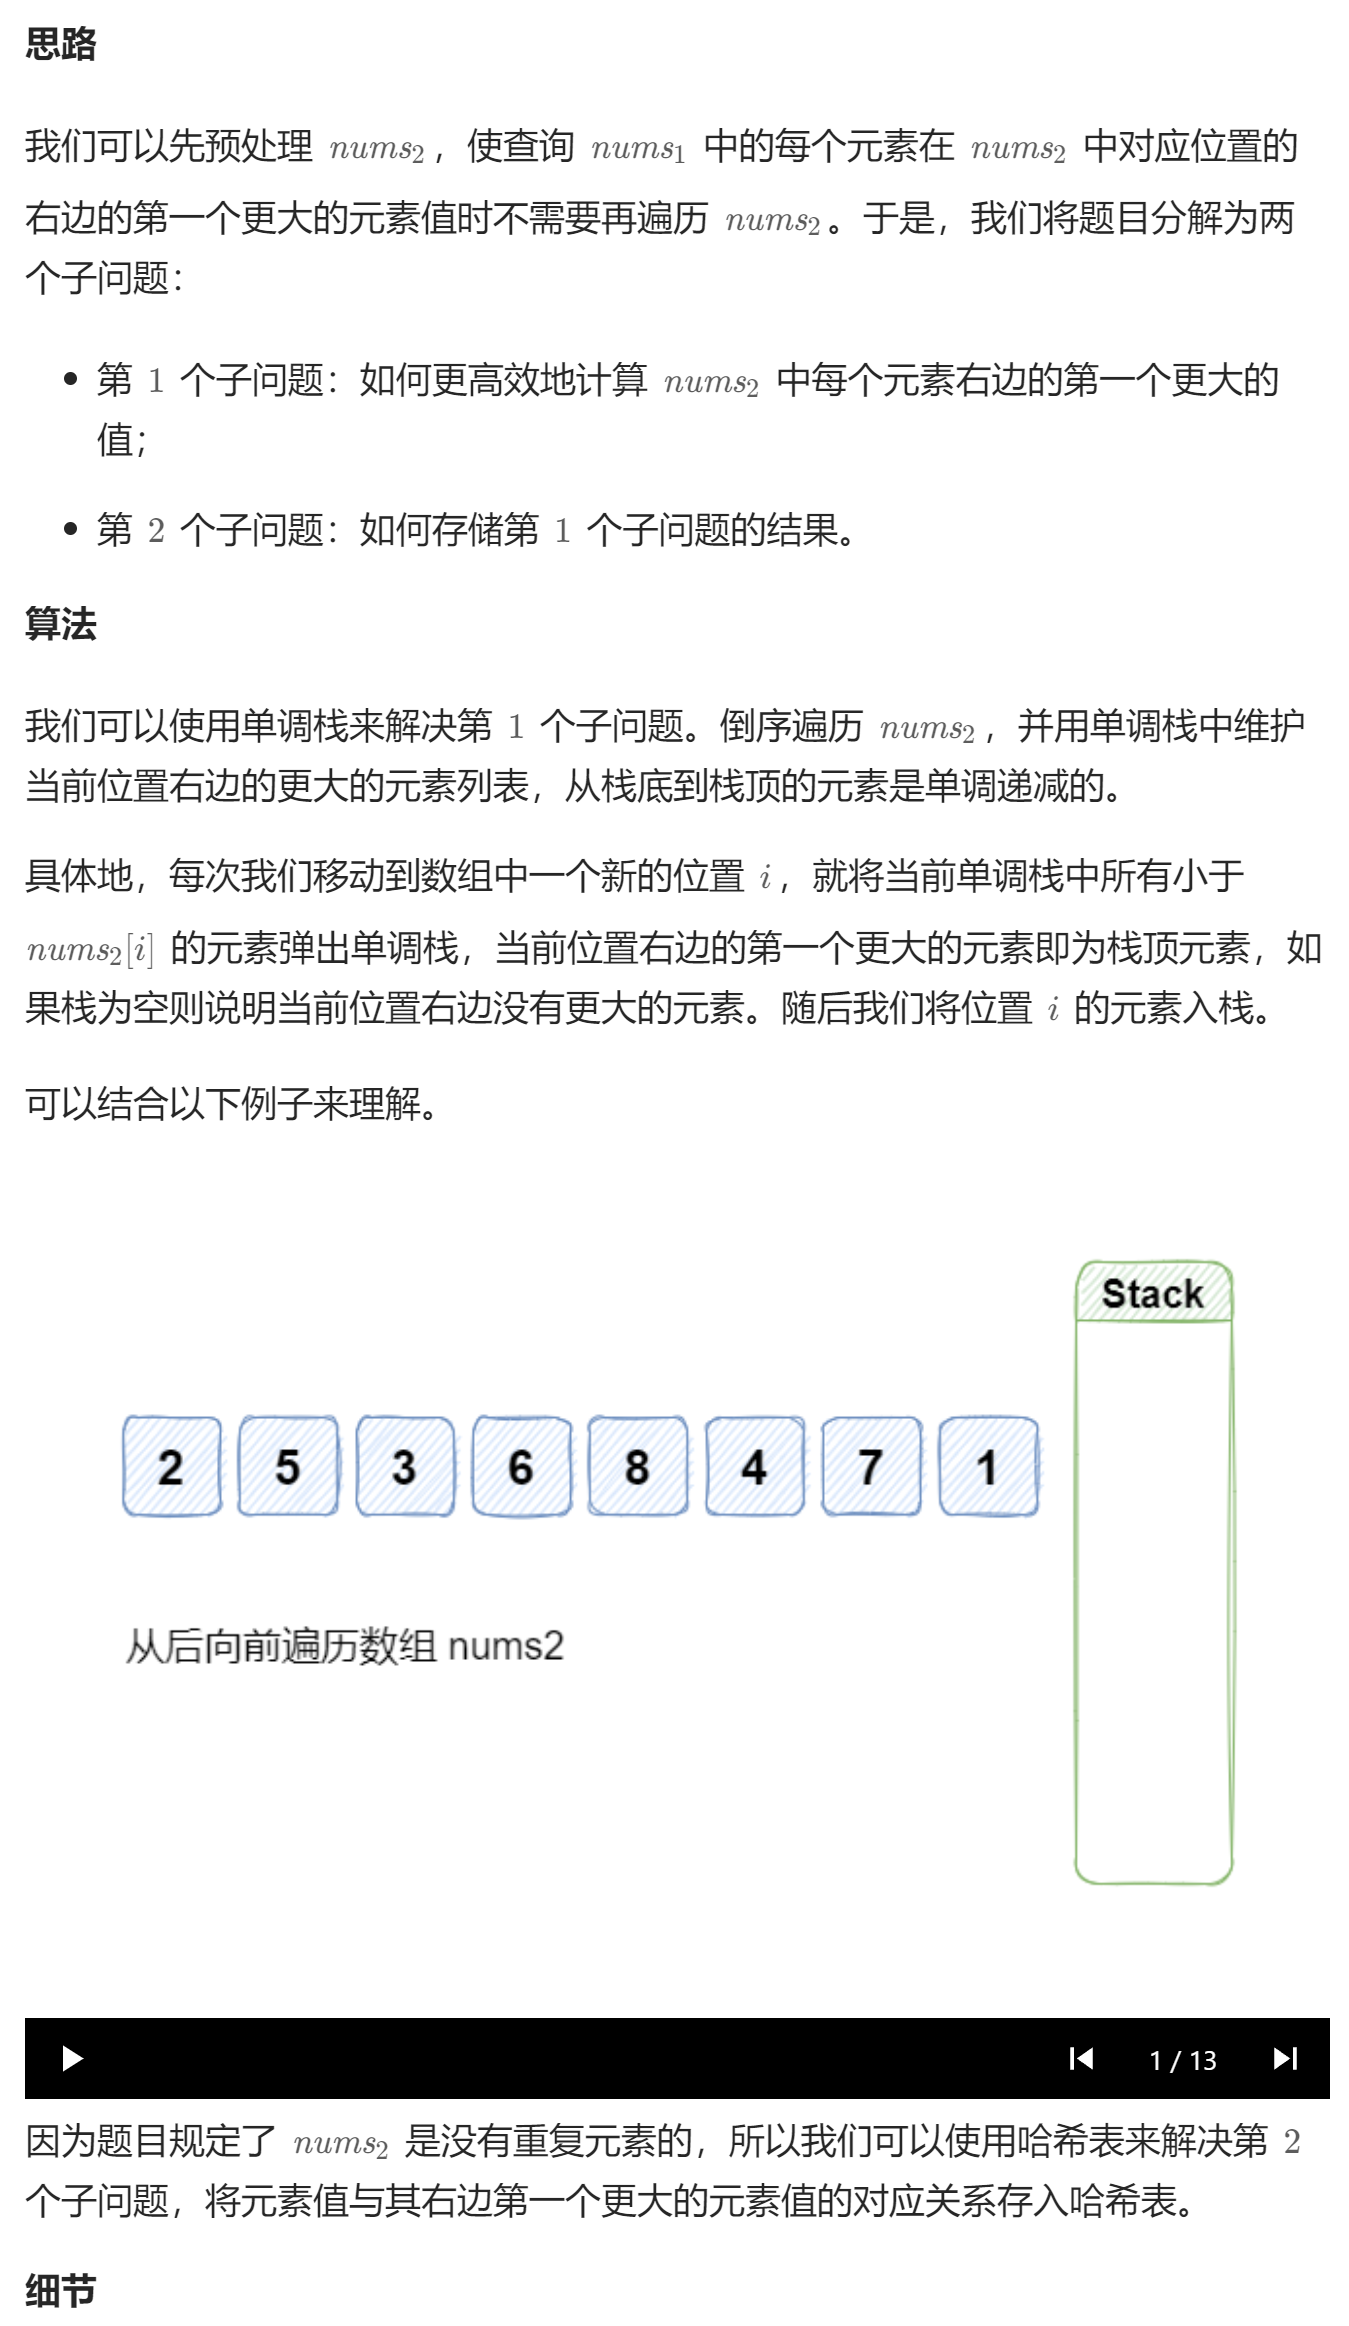 思路
我们可以先预处理 nums₂，使查询 nums₁ 中的每个元素在 nums₂ 中对应位置的
右边的第一个更大的元素值时不需要再遍历 nums₂。于是，我们将题目分解为两
个子问题：
• 第 1 个子问题：如何更高效地计算 nums₂ 中每个元素右边的第一个更大的
值；
• 第 2 个子问题：如何存储第 1 个子问题的结果。
算法
我们可以使用单调栈来解决第 1 个子问题。倒序遍历 nums₂，并用单调栈中维护
当前位置右边的更大的元素列表，从栈底到栈顶的元素是单调递减的。
具体地，每次我们移动到数组中一个新的位置 i，就将当前单调栈中所有小于
nums₂[i] 的元素弹出单调栈，当前位置右边的第一个更大的元素即为栈顶元素，如
果栈为空则说明当前位置右边没有更大的元素。随后我们将位置 i 的元素入栈。
可以结合以下例子来理解。
Stack
2 5 3 6 8 4 7 1
从后向前遍历数组 nums2
1 / 13
因为题目规定了 nums₂ 是没有重复元素的，所以我们可以使用哈希表来解决第 2
个子问题，将元素值与其右边第一个更大的元素值的对应关系存入哈希表。
细节